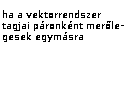 ha a vektorrendszer
tagjai páronként merőle-
gesek egymásra